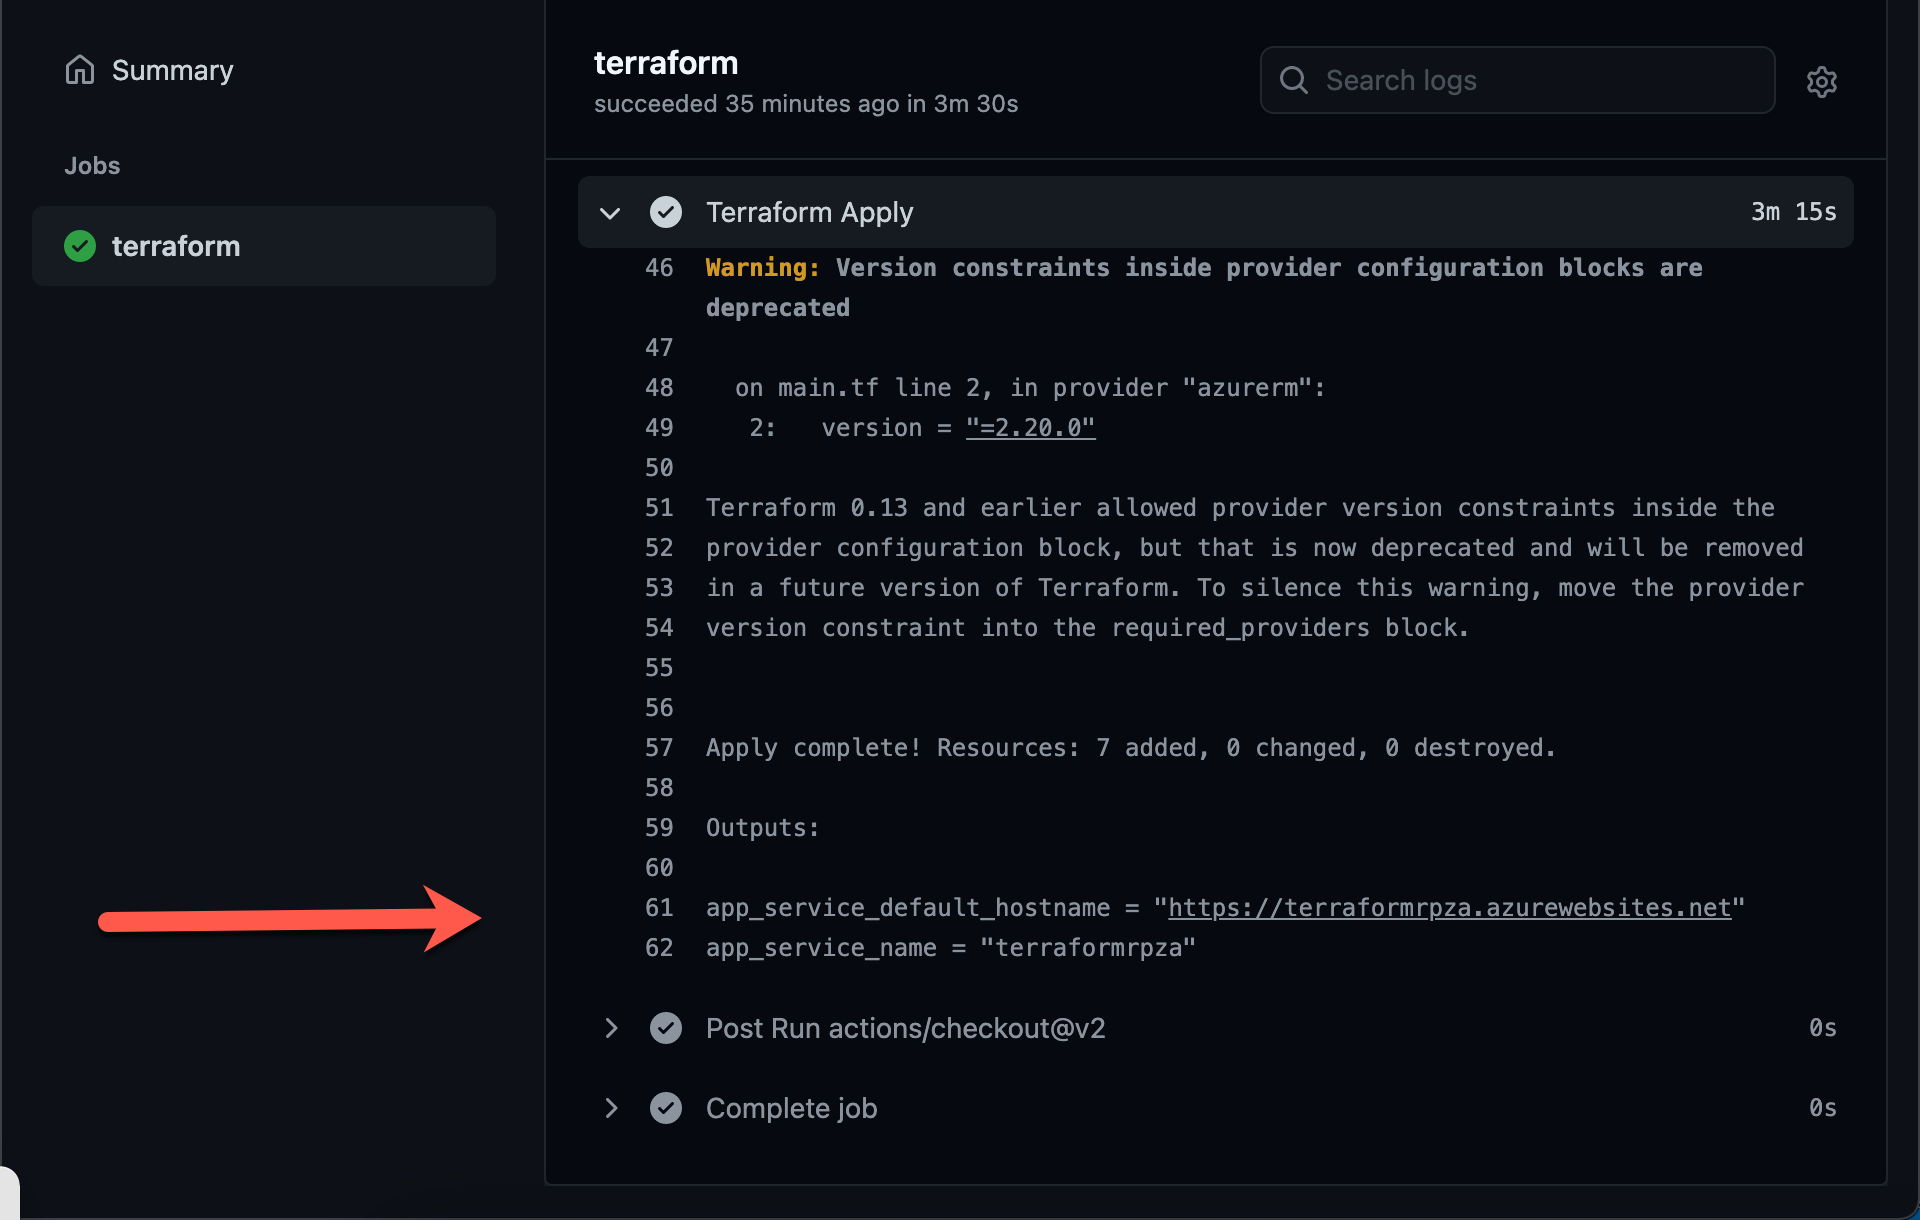 Summary
Jobs
terraform
terraform
succeeded 35 minutes ago in 3m 30s
Search logs
Terraform Apply 3m 15s
46 Warning: Version constraints inside provider configuration blocks are
deprecated
47
48 on main.tf line 2, in provider "azurerm":
49 2: version = "=2.20.0"
50
51 Terraform 0.13 and earlier allowed provider version constraints inside the
52 provider configuration block, but that is now deprecated and will be removed
53 in a future version of Terraform. To silence this warning, move the provider
54 version constraint into the required_providers block.
55
56
57 Apply complete! Resources: 7 added, 0 changed, 0 destroyed.
58
59 Outputs:
60
61 app_service_default_hostname = "https://terraformrpza.azurewebsites.net"
62 app_service_name = "terraformrpza"
Post Run actions/checkout@v2 0s
Complete job 0s